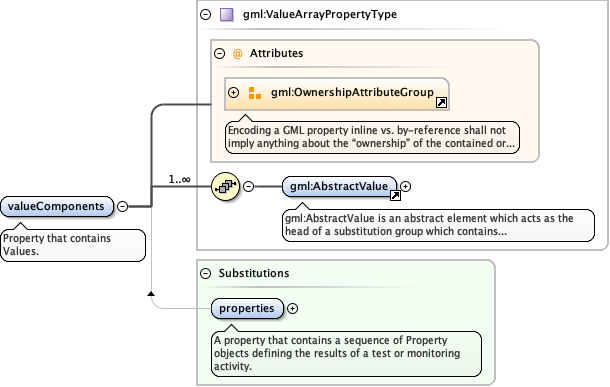 gml:ValueArrayPropertyType
@ Attributes
gml:OwnershipAttributeGroup
Encoding a GML property inline vs. by-reference shall not
imply anything about the “ownership” of the contained or...
1..∞
gml:AbstractValue
gml:AbstractValue is an abstract element which acts as the
head of a substitution group which contains...
valueComponents
Property that contains
Values.
Substitutions
properties
A property that contains a sequence of Property
objects defining the results of a test or monitoring
activity.